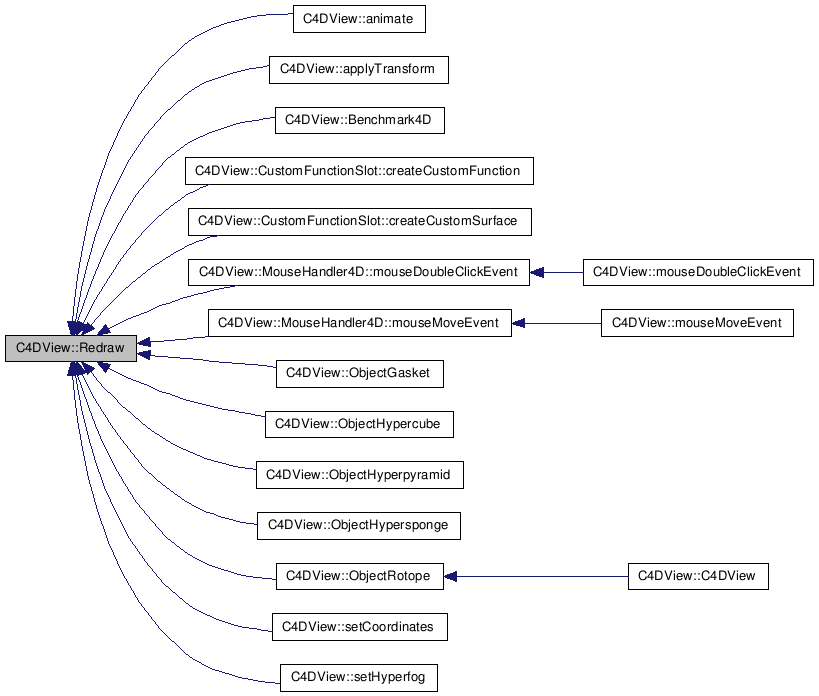 C4DView::animate
C4DView::applyTransform
C4DView::Benchmark4D
C4DView::CustomFunctionSlot::createCustomFunction
C4DView::CustomFunctionSlot::createCustomSurface
C4DView::MouseHandler4D::mouseDoubleClickEvent
C4DView::mouseDoubleClickEvent
C4DView::MouseHandler4D::mouseMoveEvent
C4DView::mouseMoveEvent
C4DView::Redraw
C4DView::ObjectGasket
C4DView::ObjectHypercube
C4DView::ObjectHyperpyramid
C4DView::ObjectHypersponge
C4DView::ObjectRotope
C4DView::C4DView
C4DView::setCoordinates
C4DView::setHyperfog